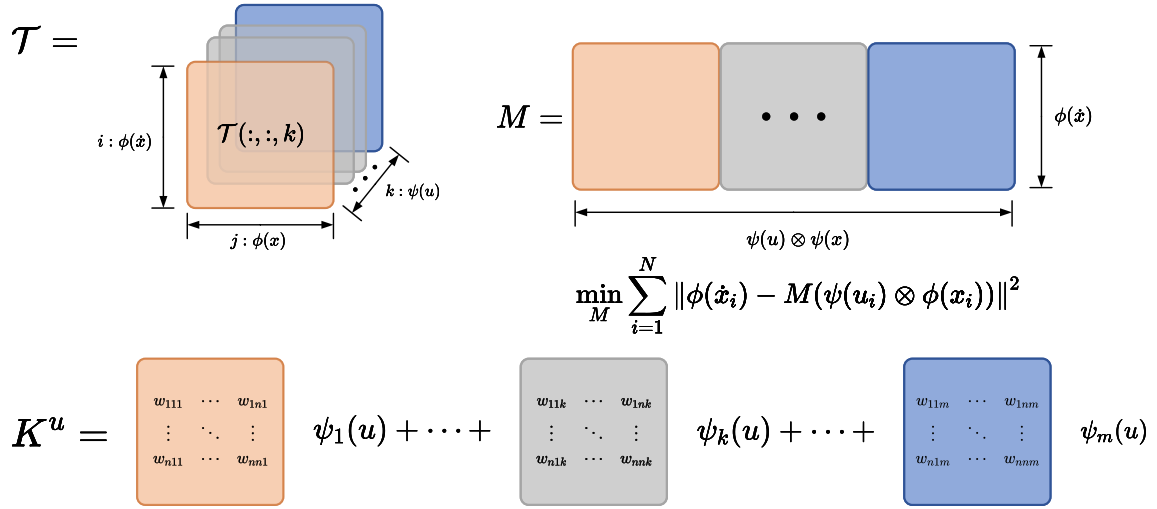 𝒯 =
𝒯(:,:,k)
i : ϕ(ẋ)
j : ϕ(x)
k : ψ(u)
M =
• • •
ϕ(ẋ)
ψ(u) ⊗ ψ(x)
min_M ∑_{i=1}^{N} ‖ϕ(ẋ_i) − M(ψ(u_i) ⊗ ϕ(x_i))‖²
K^u =
w_{111} ⋯ w_{1n1}
⋮ ⋱ ⋮
w_{n11} ⋯ w_{nn1}
ψ_1(u) + ⋯ +
w_{11k} ⋯ w_{1nk}
⋮ ⋱ ⋮
w_{n1k} ⋯ w_{nnk}
ψ_k(u) + ⋯ +
w_{11m} ⋯ w_{1nm}
⋮ ⋱ ⋮
w_{n1m} ⋯ w_{nnm}
ψ_m(u)